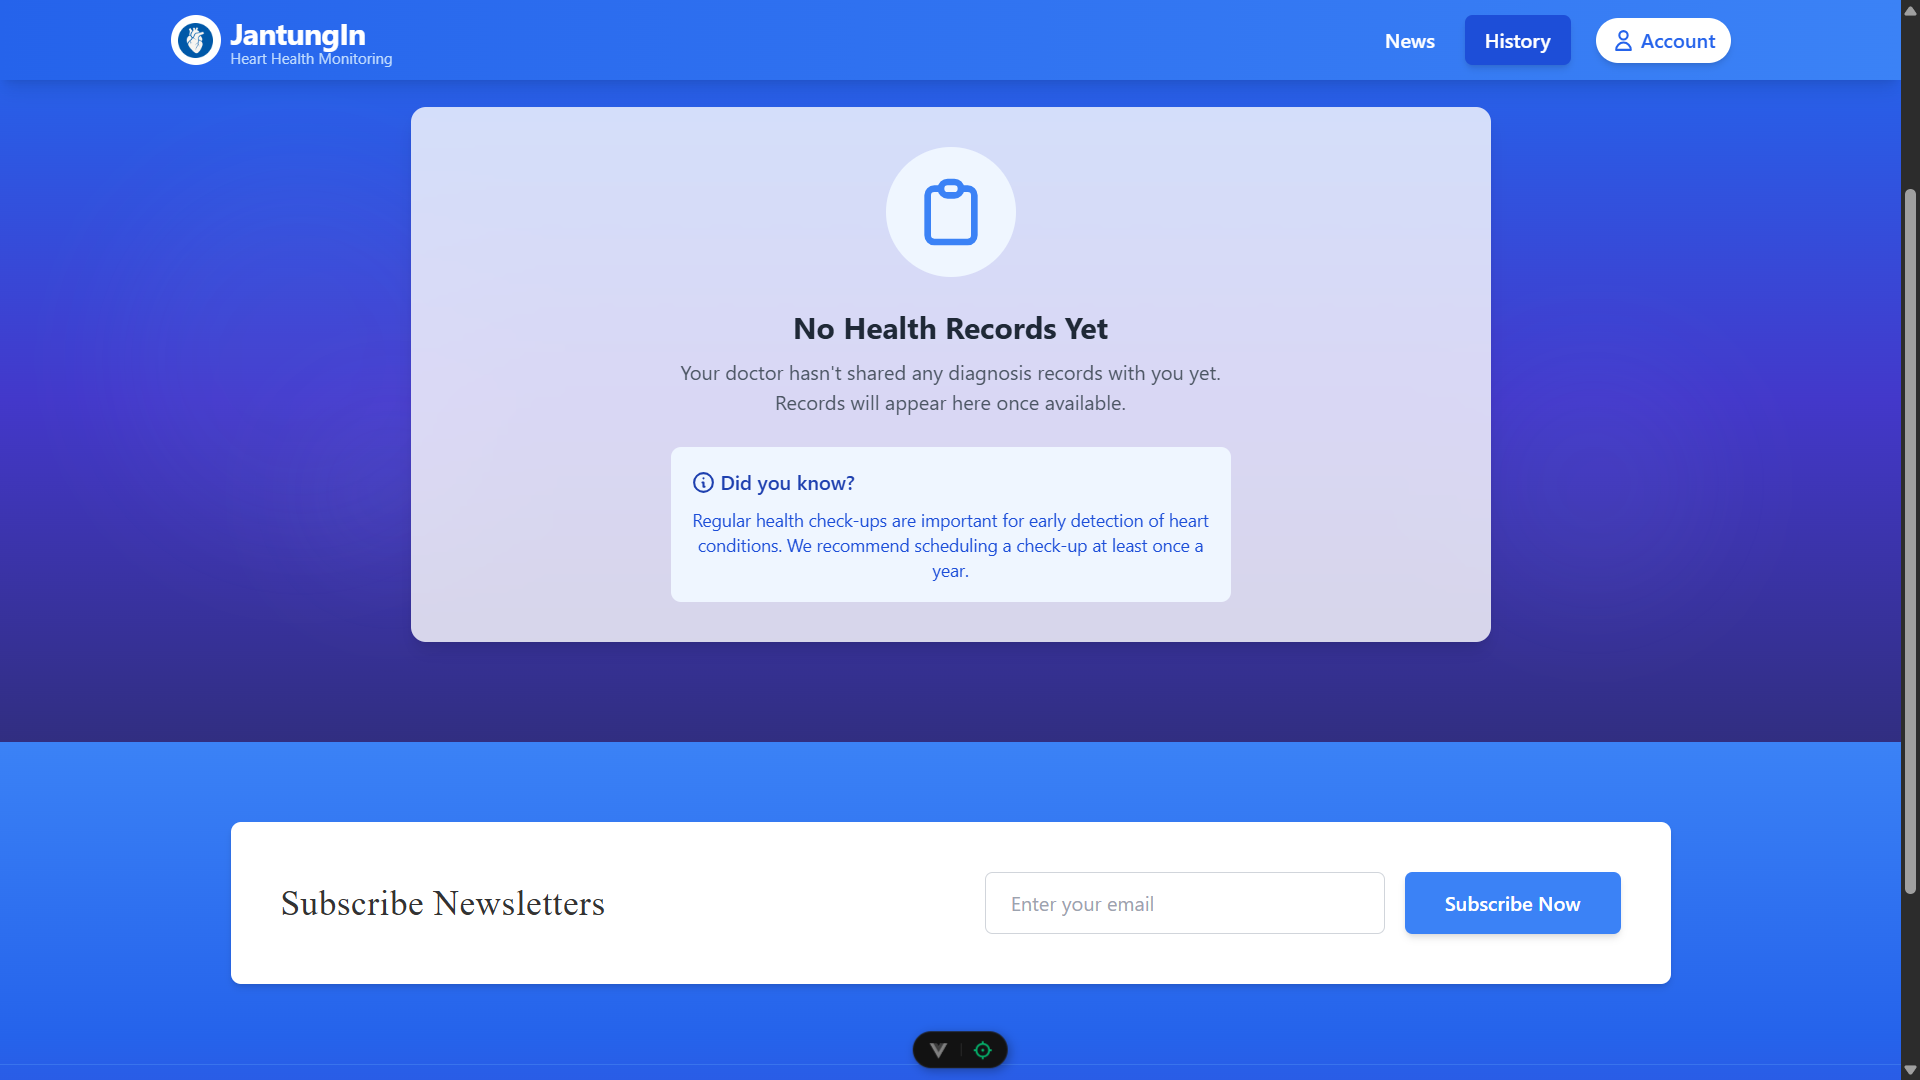 JantungIn
Heart Health Monitoring
News
History
Account
No Health Records Yet
Your doctor hasn't shared any diagnosis records with you yet.
Records will appear here once available.
Did you know?
Regular health check-ups are important for early detection of heart
conditions. We recommend scheduling a check-up at least once a
year.
Subscribe Newsletters
Enter your email
Subscribe Now